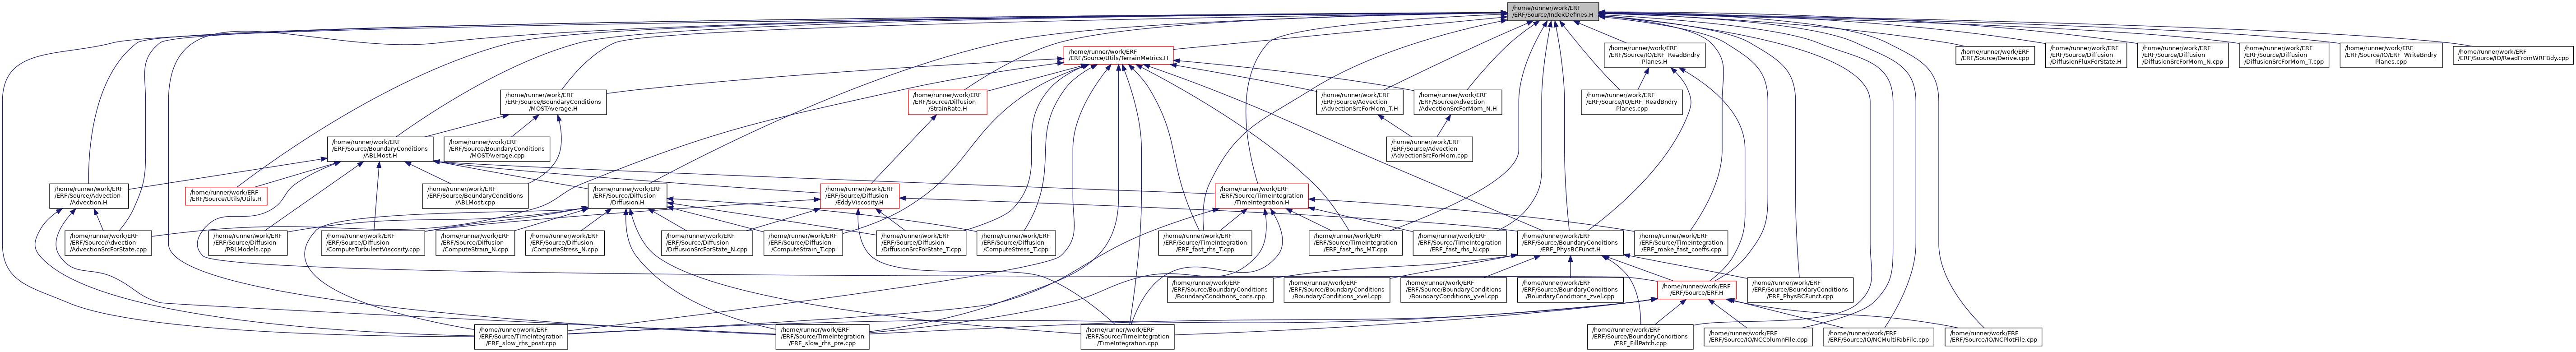 /home/runner/work/ERF
/ERF/Source/IndexDefines.H
/home/runner/work/ERF
/ERF/Source/Utils/TerrainMetrics.H
/home/runner/work/ERF
/ERF/Source/IO/ERF_ReadBndry
Planes.H
/home/runner/work/ERF
/ERF/Source/Derive.cpp
/home/runner/work/ERF
/ERF/Source/Diffusion
/DiffusionFluxForState.H
/home/runner/work/ERF
/ERF/Source/Diffusion
/DiffusionSrcForMom_N.cpp
/home/runner/work/ERF
/ERF/Source/Diffusion
/DiffusionSrcForMom_T.cpp
/home/runner/work/ERF
/ERF/Source/IO/ERF_WriteBndry
Planes.cpp
/home/runner/work/ERF
/ERF/Source/IO/ReadFromWRFBdy.cpp
/home/runner/work/ERF
/ERF/Source/BoundaryConditions
/MOSTAverage.H
/home/runner/work/ERF
/ERF/Source/Diffusion
/StrainRate.H
/home/runner/work/ERF
/ERF/Source/Advection
/AdvectionSrcForMom_T.H
/home/runner/work/ERF
/ERF/Source/Advection
/AdvectionSrcForMom_N.H
/home/runner/work/ERF
/ERF/Source/IO/ERF_ReadBndry
Planes.cpp
/home/runner/work/ERF
/ERF/Source/BoundaryConditions
/ABLMost.H
/home/runner/work/ERF
/ERF/Source/BoundaryConditions
/MOSTAverage.cpp
/home/runner/work/ERF
/ERF/Source/Advection
/AdvectionSrcForMom.cpp
/home/runner/work/ERF
/ERF/Source/Advection
/Advection.H
/home/runner/work/ERF
/ERF/Source/Utils/Utils.H
/home/runner/work/ERF
/ERF/Source/BoundaryConditions
/ABLMost.cpp
/home/runner/work/ERF
/ERF/Source/Diffusion
/Diffusion.H
/home/runner/work/ERF
/ERF/Source/Diffusion
/EddyViscosity.H
/home/runner/work/ERF
/ERF/Source/TimeIntegration
/TimeIntegration.H
/home/runner/work/ERF
/ERF/Source/Advection
/AdvectionSrcForState.cpp
/home/runner/work/ERF
/ERF/Source/Diffusion
/PBLModels.cpp
/home/runner/work/ERF
/ERF/Source/Diffusion
/ComputeTurbulentViscosity.cpp
/home/runner/work/ERF
/ERF/Source/Diffusion
/ComputeStrain_N.cpp
/home/runner/work/ERF
/ERF/Source/Diffusion
/ComputeStress_N.cpp
/home/runner/work/ERF
/ERF/Source/Diffusion
/DiffusionSrcForState_N.cpp
/home/runner/work/ERF
/ERF/Source/Diffusion
/ComputeStrain_T.cpp
/home/runner/work/ERF
/ERF/Source/Diffusion
/DiffusionSrcForState_T.cpp
/home/runner/work/ERF
/ERF/Source/Diffusion
/ComputeStress_T.cpp
/home/runner/work/ERF
/ERF/Source/TimeIntegration
/ERF_fast_rhs_T.cpp
/home/runner/work/ERF
/ERF/Source/TimeIntegration
/ERF_fast_rhs_MT.cpp
/home/runner/work/ERF
/ERF/Source/TimeIntegration
/ERF_fast_rhs_N.cpp
/home/runner/work/ERF
/ERF/Source/BoundaryConditions
/ERF_PhysBCFunct.H
/home/runner/work/ERF
/ERF/Source/TimeIntegration
/ERF_make_fast_coeffs.cpp
/home/runner/work/ERF
/ERF/Source/BoundaryConditions
/BoundaryConditions_cons.cpp
/home/runner/work/ERF
/ERF/Source/BoundaryConditions
/BoundaryConditions_xvel.cpp
/home/runner/work/ERF
/ERF/Source/BoundaryConditions
/BoundaryConditions_yvel.cpp
/home/runner/work/ERF
/ERF/Source/BoundaryConditions
/BoundaryConditions_zvel.cpp
/home/runner/work/ERF
/ERF/Source/ERF.H
/home/runner/work/ERF
/ERF/Source/BoundaryConditions
/ERF_PhysBCFunct.cpp
/home/runner/work/ERF
/ERF/Source/TimeIntegration
/ERF_slow_rhs_post.cpp
/home/runner/work/ERF
/ERF/Source/TimeIntegration
/ERF_slow_rhs_pre.cpp
/home/runner/work/ERF
/ERF/Source/TimeIntegration
/TimeIntegration.cpp
/home/runner/work/ERF
/ERF/Source/BoundaryConditions
/ERF_FillPatch.cpp
/home/runner/work/ERF
/ERF/Source/IO/NCColumnFile.cpp
/home/runner/work/ERF
/ERF/Source/IO/NCMultiFabFile.cpp
/home/runner/work/ERF
/ERF/Source/IO/NCPlotFile.cpp